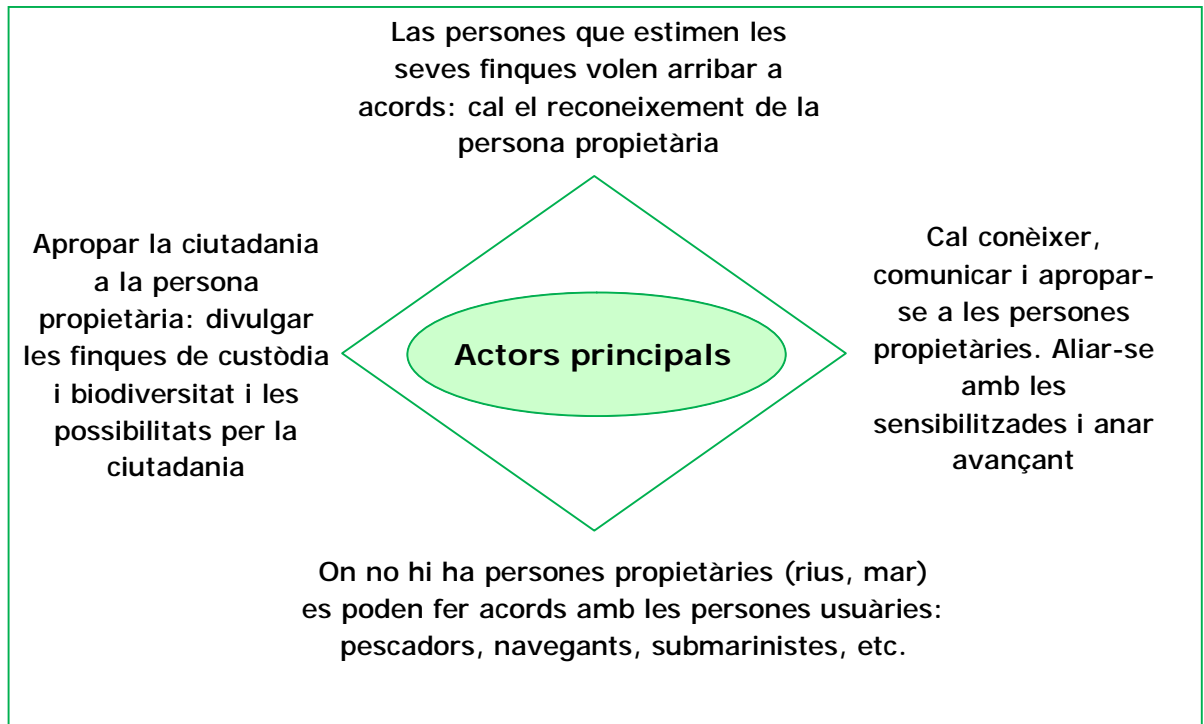 Las persones que estimen les
seves finques volen arribar a
acords: cal el reconeixement de la
persona propietària
Apropar la ciutadania
a la persona
propietària: divulgar
les finques de custòdia
i biodiversitat i les
possibilitats per la
ciutadania
Actors principals
Cal conèixer,
comunicar i apropar-
se a les persones
propietàries. Aliar-se
amb les
sensibilitzades i anar
avançant
On no hi ha persones propietàries (rius, mar)
es poden fer acords amb les persones usuàries:
pescadors, navegants, submarinistes, etc.